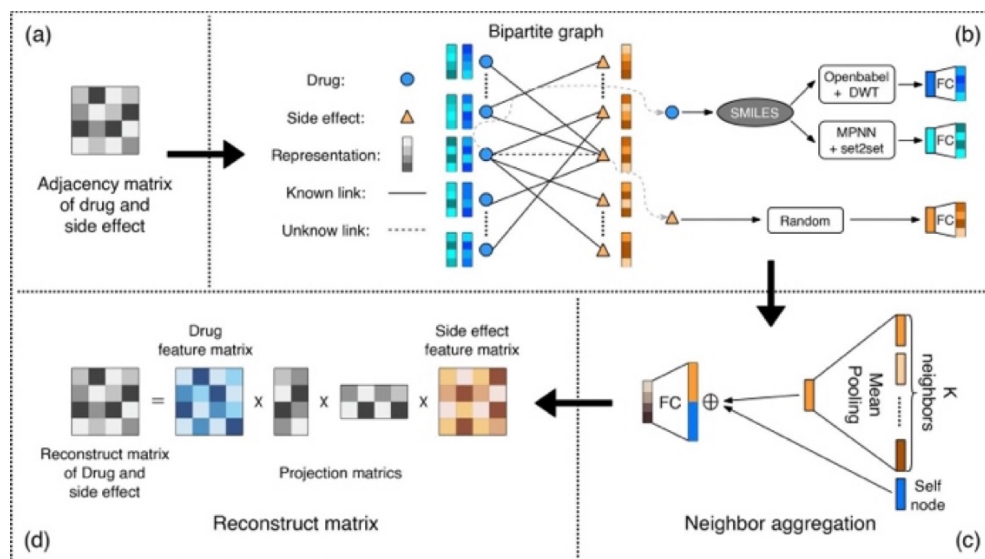 (a)
Adjacency matrix
of drug and
side effect
Bipartite graph
(b)
Drug:
Side effect:
Representation:
Known link:
Unknow link:
SMILES
Openbabel
+ DWT
FC
MPNN
+ set2set
FC
Random
FC
Drug
feature matrix
Side effect
feature matrix
=
x
x
x
Reconstruct matrix
of Drug and
side effect
Projection matrics
(d)
Reconstruct matrix
FC
Mean
Pooling
K
neighbors
Self
node
Neighbor aggregation
(c)